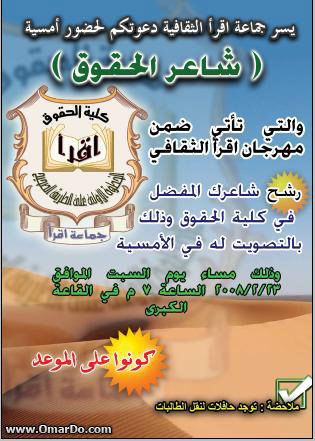 يسر جماعة اقرأ الثقافية دعوتكم لحضور أمسية
( شاعر الحقوق )
كلية الحقوق
اقرأ
جماعة اقرأ
والتي تأتي ضمن
مهرجان اقرأ الثقافي
رشح شاعرك المفضل
في كلية الحقوق وذلك
بالتصويت له في الأمسية
وذلك مساء يوم السبت الموافق
٢٠٠٨/٢/٢٣ الساعة ٧ م في القاعة
الكبرى
كونوا على الموعد
ملاحظة : توجد حافلات لنقل الطالبات
www.OmarDo.com